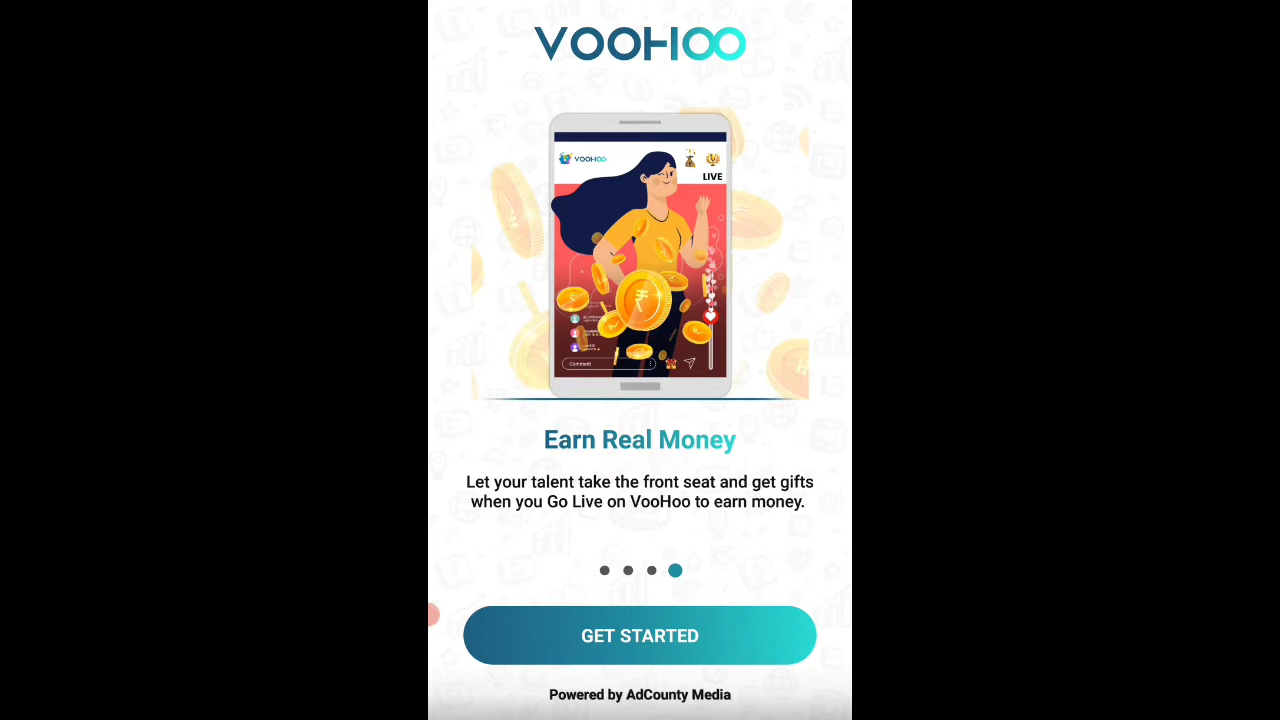 VOOHOO
VOOHOO
LIVE
Comment
Earn Real Money
Let your talent take the front seat and get gifts
when you Go Live on VooHoo to earn money.
GET STARTED
Powered by AdCounty Media